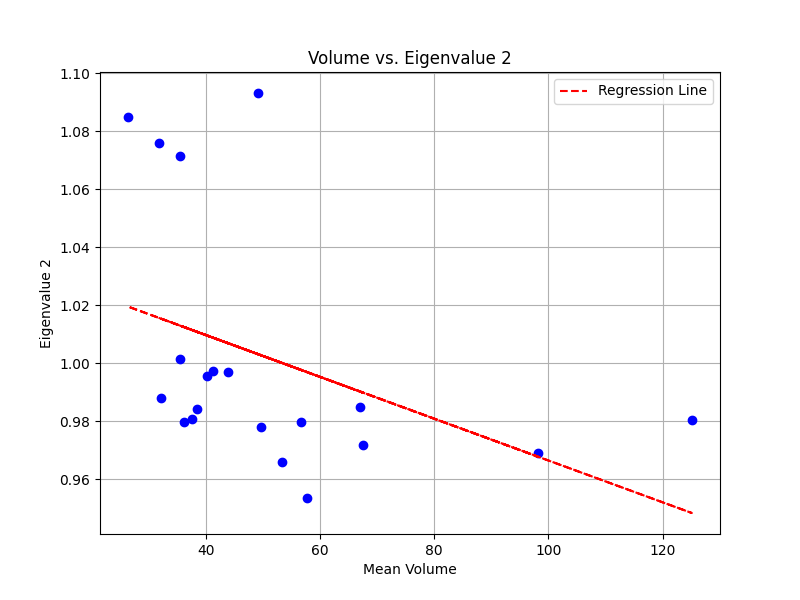 Volume vs. Eigenvalue 2
Regression Line
Eigenvalue 2
1.10
1.08
1.06
1.04
1.02
1.00
0.98
0.96
40 60 80 100 120
Mean Volume